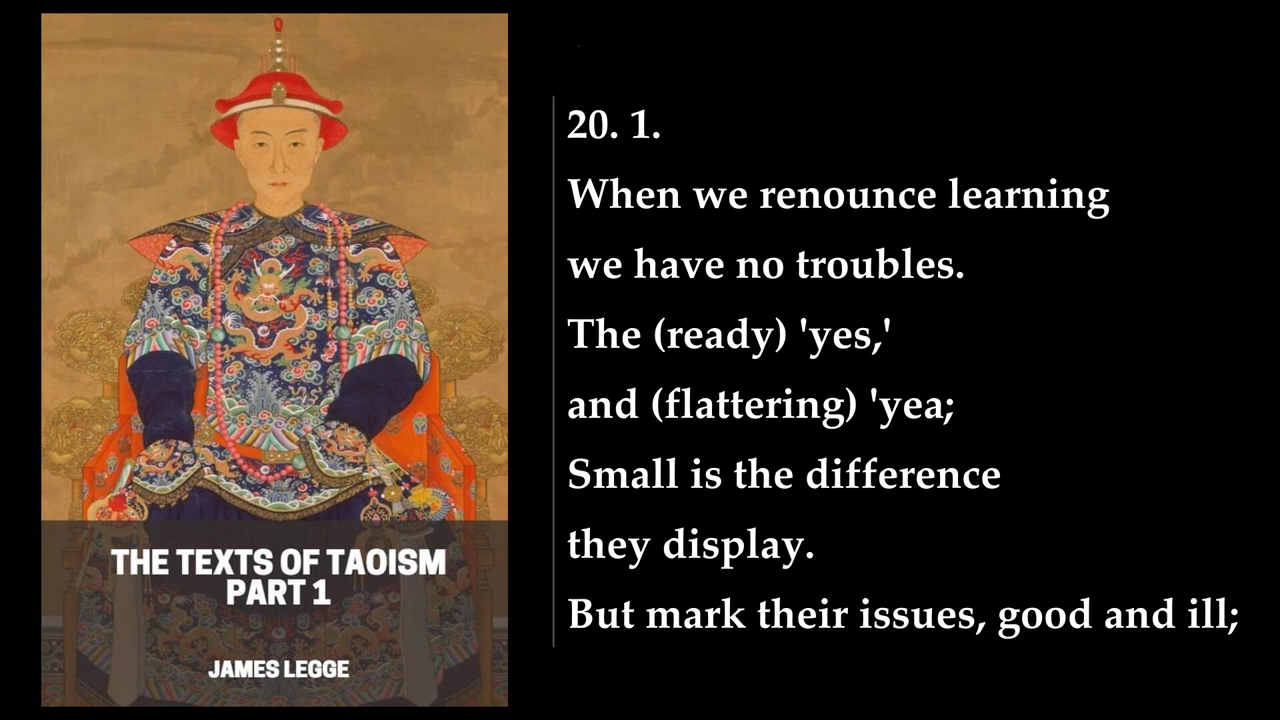 THE TEXTS OF TAOISM
PART 1
JAMES LEGGE
20. 1.
When we renounce learning
we have no troubles.
The (ready) 'yes,'
and (flattering) 'yea;
Small is the difference
they display.
But mark their issues, good and ill;